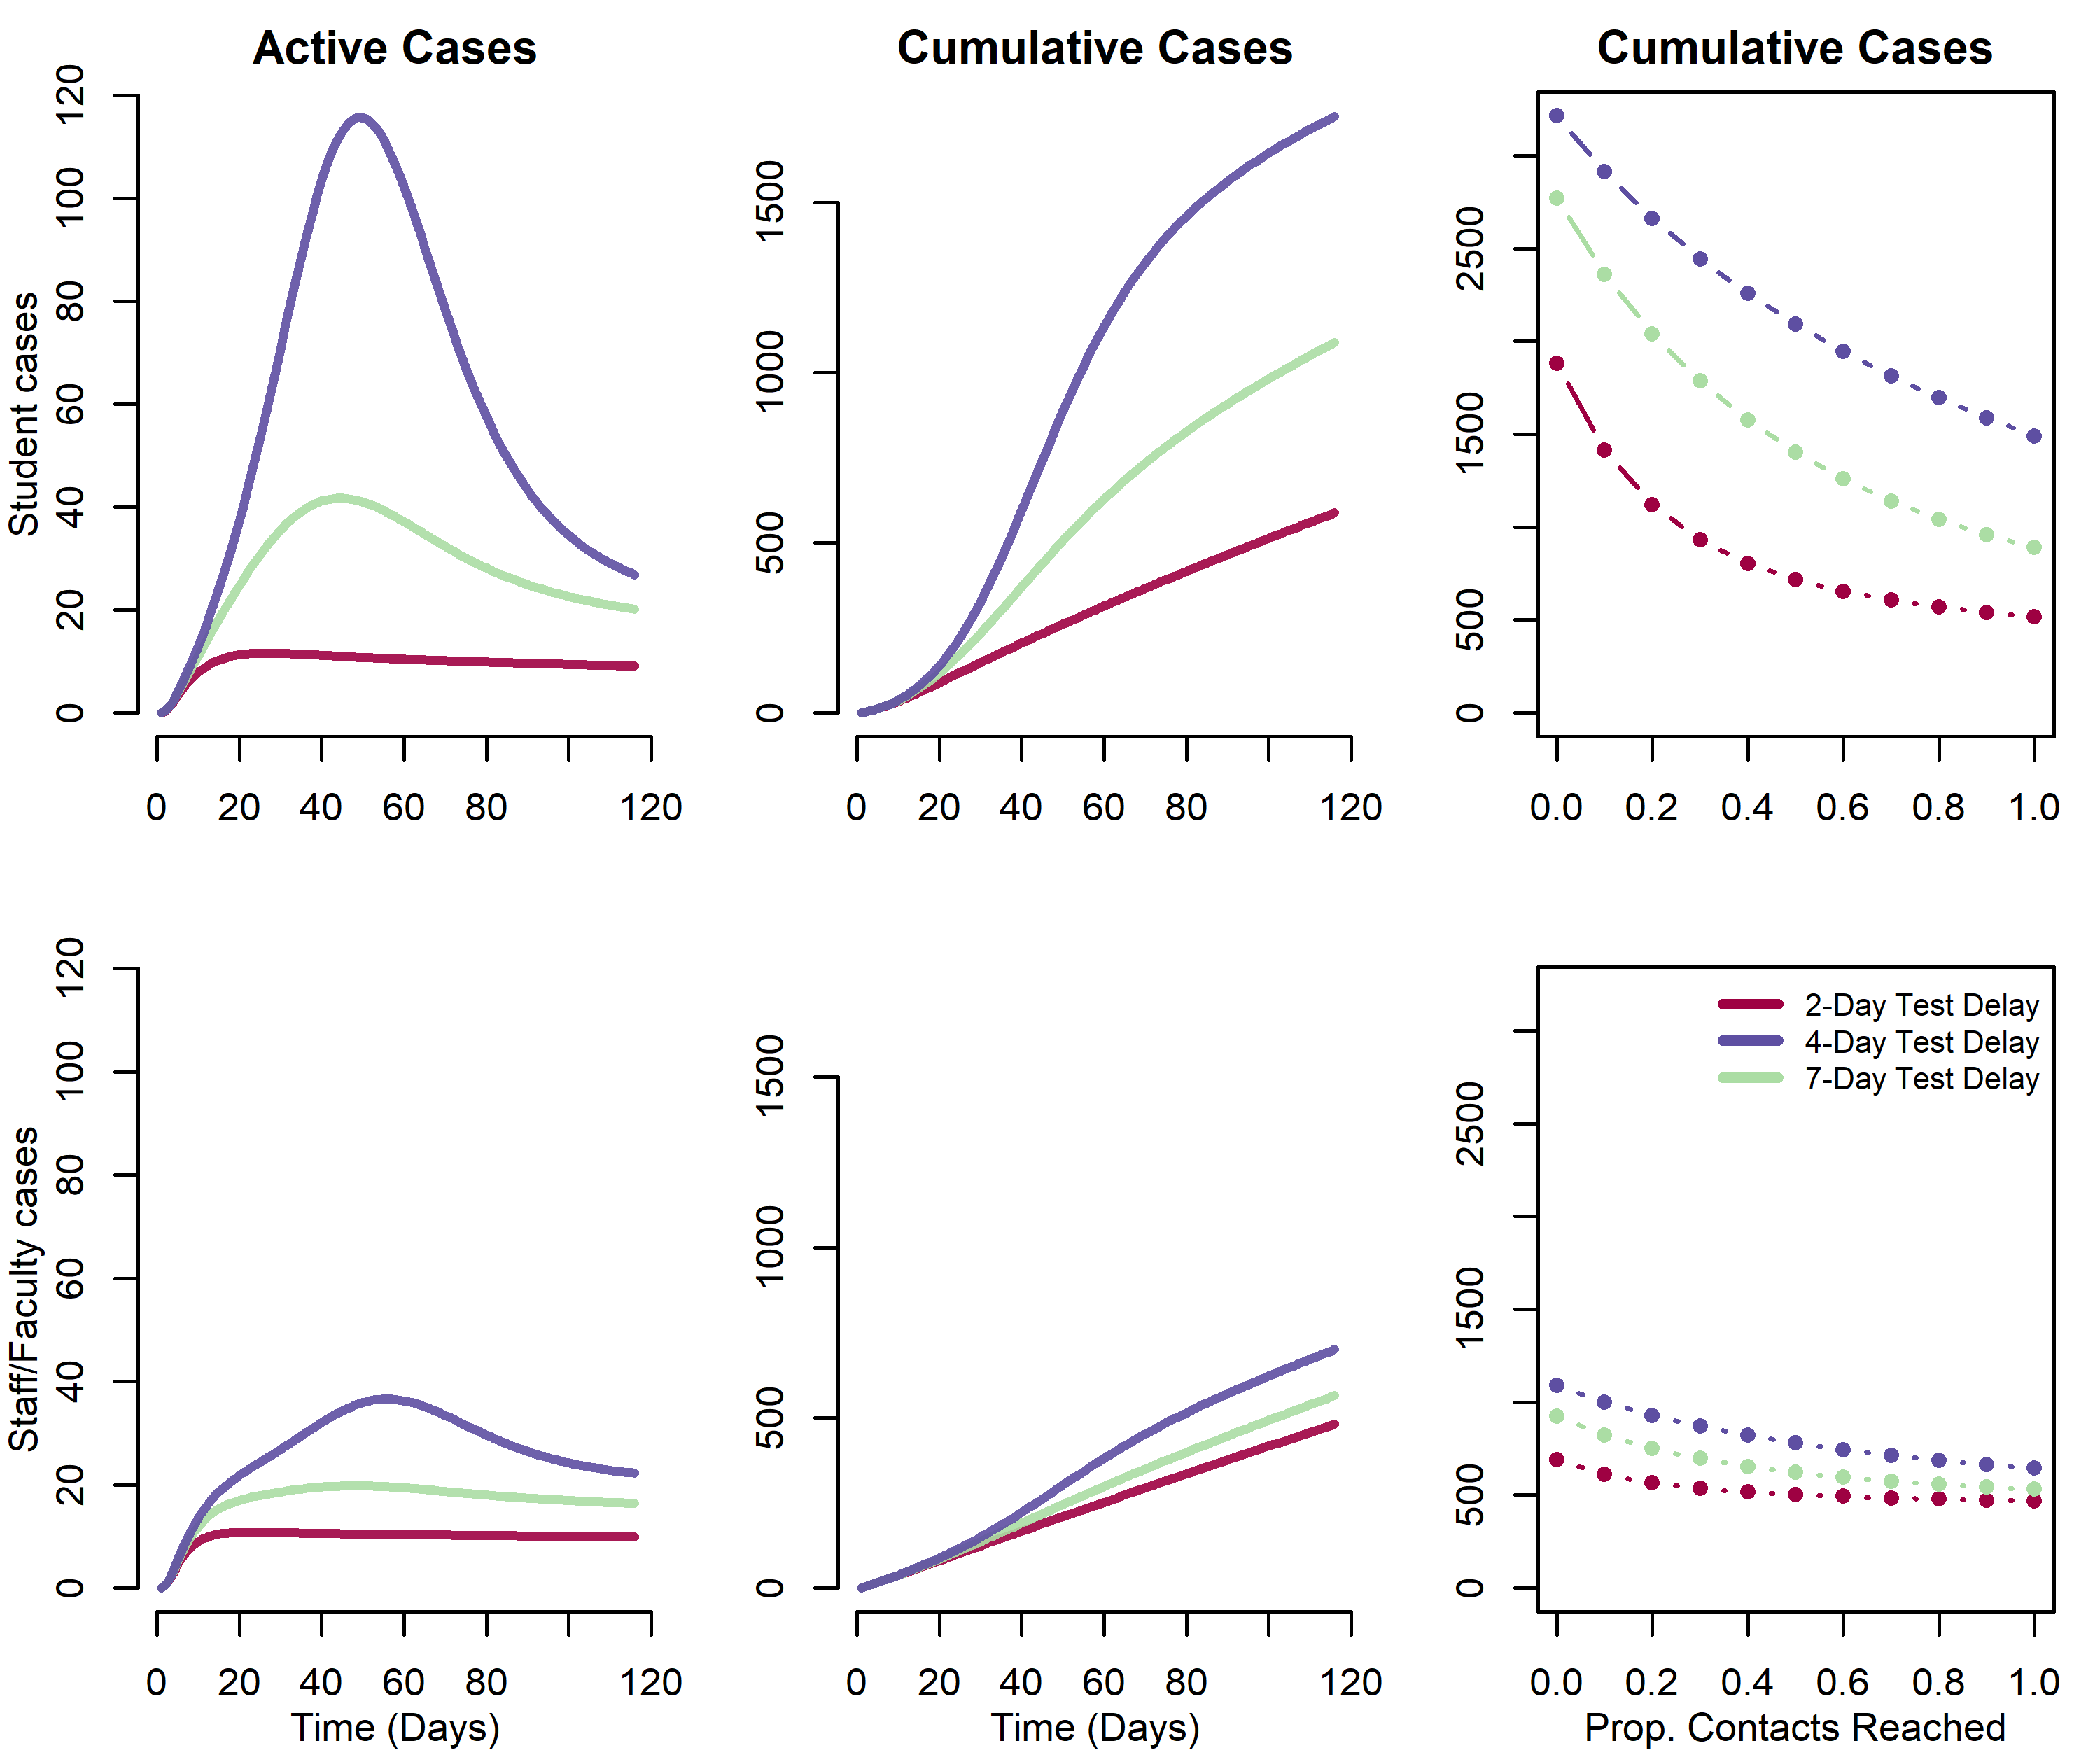 Active Cases
Cumulative Cases
Cumulative Cases
Student cases
0 20 40 60 80 100 120
0 500 1000 1500
0 500 1500 2500
0 20 40 60 80 120
0 20 40 60 80 120
0.0 0.2 0.4 0.6 0.8 1.0
Staff/Faculty cases
0 20 40 60 80 100 120
0 500 1000 1500
0 500 1500 2500
2-Day Test Delay
4-Day Test Delay
7-Day Test Delay
0 20 40 60 80 120
0 20 40 60 80 120
0.0 0.2 0.4 0.6 0.8 1.0
Time (Days)
Time (Days)
Prop. Contacts Reached